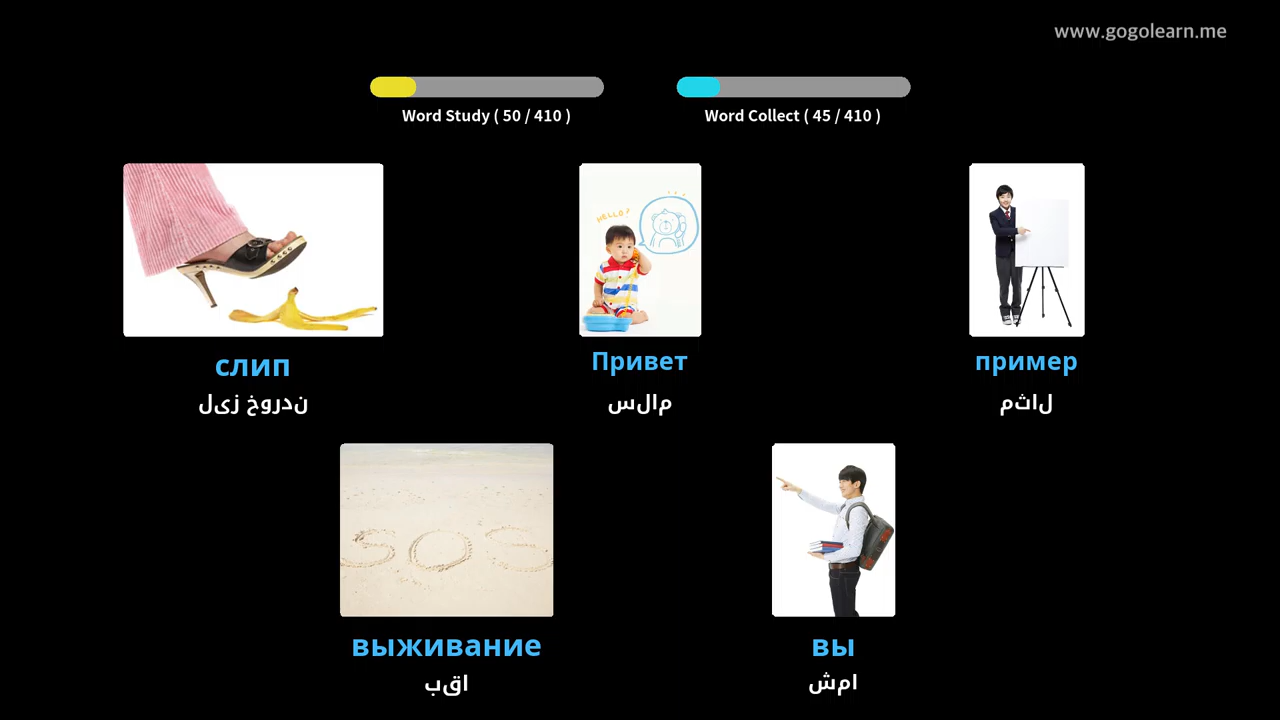 www.gogolearn.me
Word Study ( 50 / 410 )
Word Collect ( 45 / 410 )
HELLO?
слип
ندروخ زیل
Привет
مالس
пример
لاثم
SOS
выживание
اقب
вы
امش